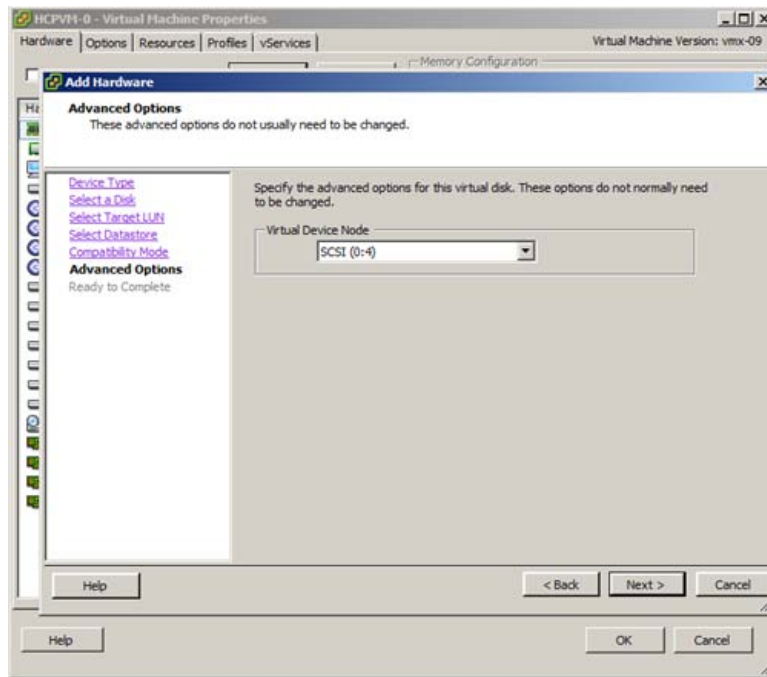 HCPVM-0 - Virtual Machine Properties
Hardware Options Resources Profiles vServices Virtual Machine Version: vmx-09
Memory Configuration
Add Hardware
Advanced Options
These advanced options do not usually need to be changed.
Device Type
Select a Disk
Select Target LUN
Select Datastore
Compatibility Mode
Advanced Options
Ready to Complete
Specify the advanced options for this virtual disk. These options do not normally need
to be changed.
Virtual Device Node
SCSI (0:4)
Help < Back Next > Cancel
Help OK Cancel